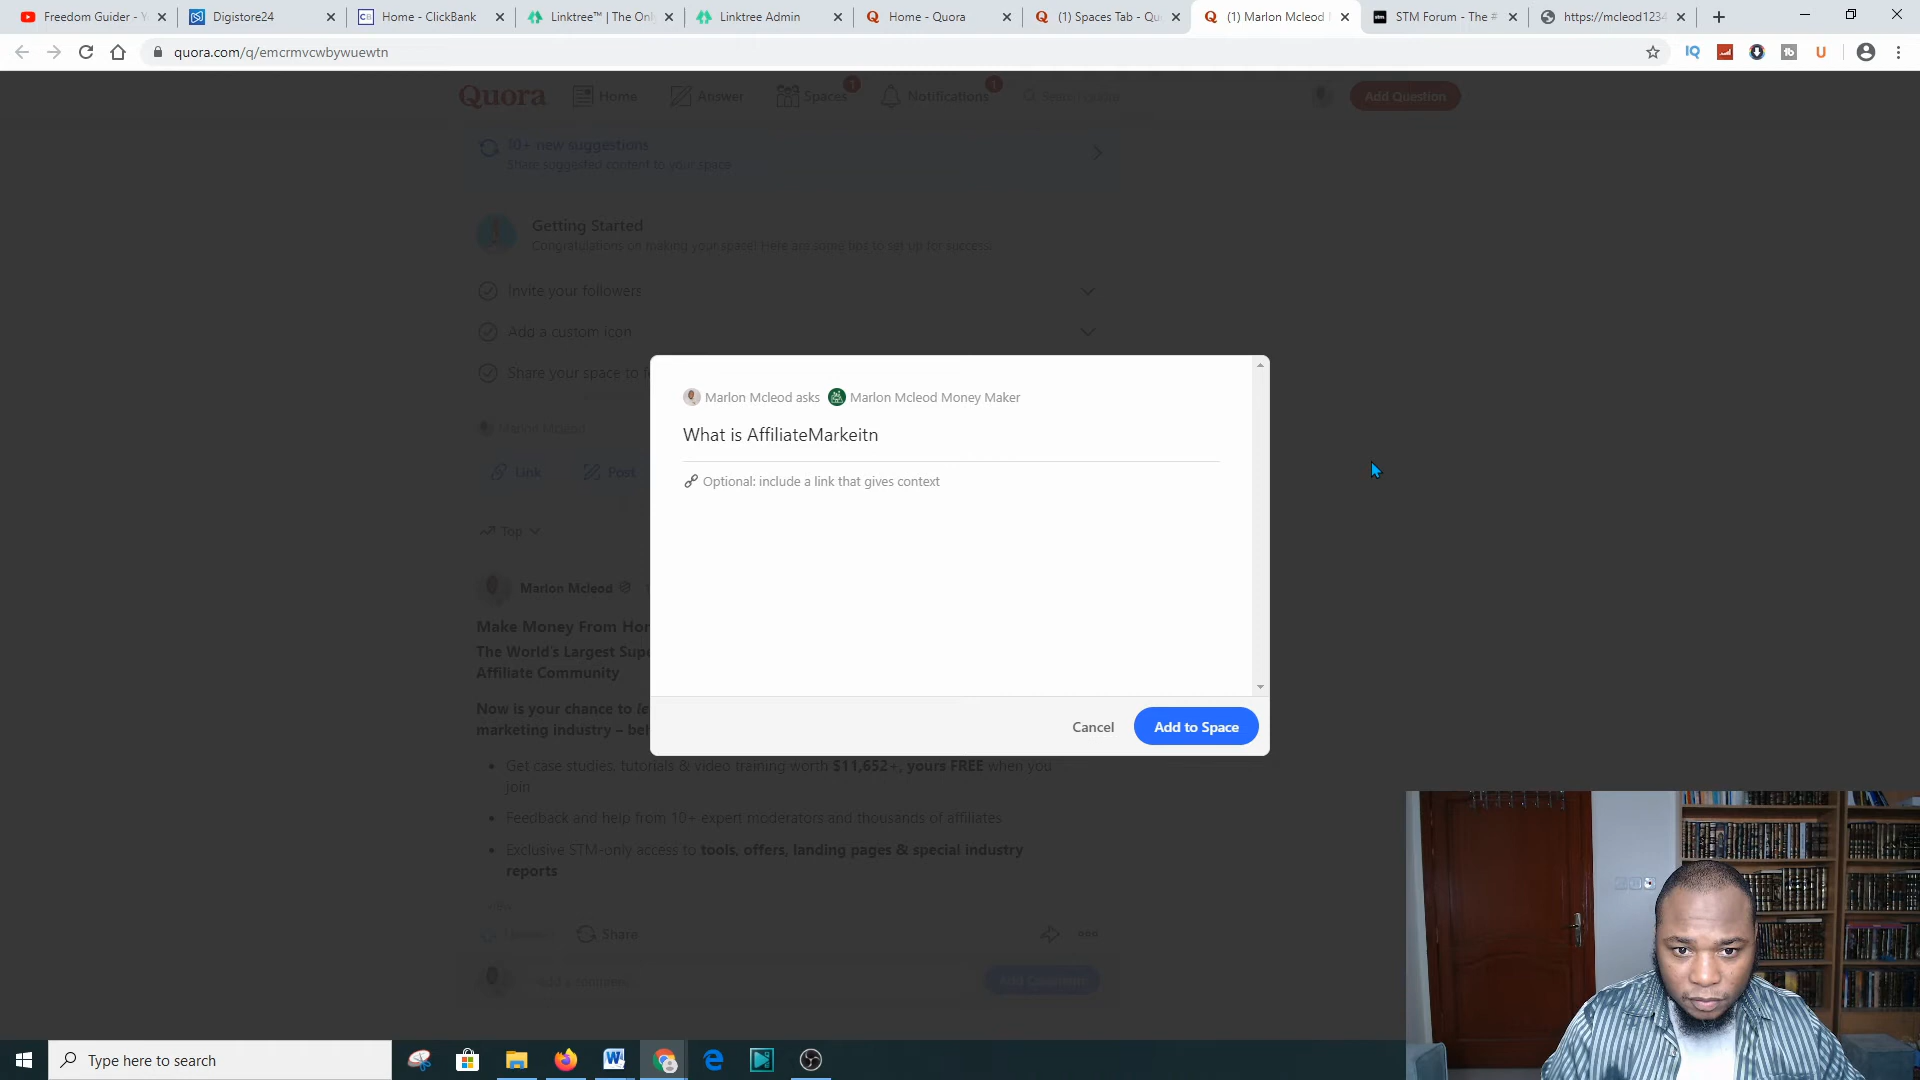 Freedom Guider - Y
Digistore24
Home - ClickBank
Linktree™ | The Onl
Linktree Admin
Home - Quora
(1) Spaces Tab - Qu
(1) Marlon Mcleod
STM Forum - The #
https://mcleod1234
quora.com/q/emcrmvcwbywuewtn
Quora
Home
Answer
Spaces
1
Notifications
1
Search Quora
Add Question
10+ new suggestions
Share suggested content to your space
Getting Started
Congratulations on making your space! Here are some tips to set up for success.
Invite your followers
Add a custom icon
Share your space to
Marlon Mcleod
Link
Post
Top
Marlon Mcleod asks
Marlon Mcleod Money Maker
What is AffiliateMarkeitn
Optional: include a link that gives context
Cancel
Add to Space
Marlon Mcleod
Make Money From
The World's Largest
Affiliate Community
Now is your chance to
marketing industry –
Get case studies, tutorials & video training worth $11,652+, yours FREE when you
join
Feedback and help from 10+ expert moderators and thousands of affiliates
Exclusive STM-only access to tools, offers, landing pages & special industry
reports
Share
Add a comment...
Add Comment
Type here to search